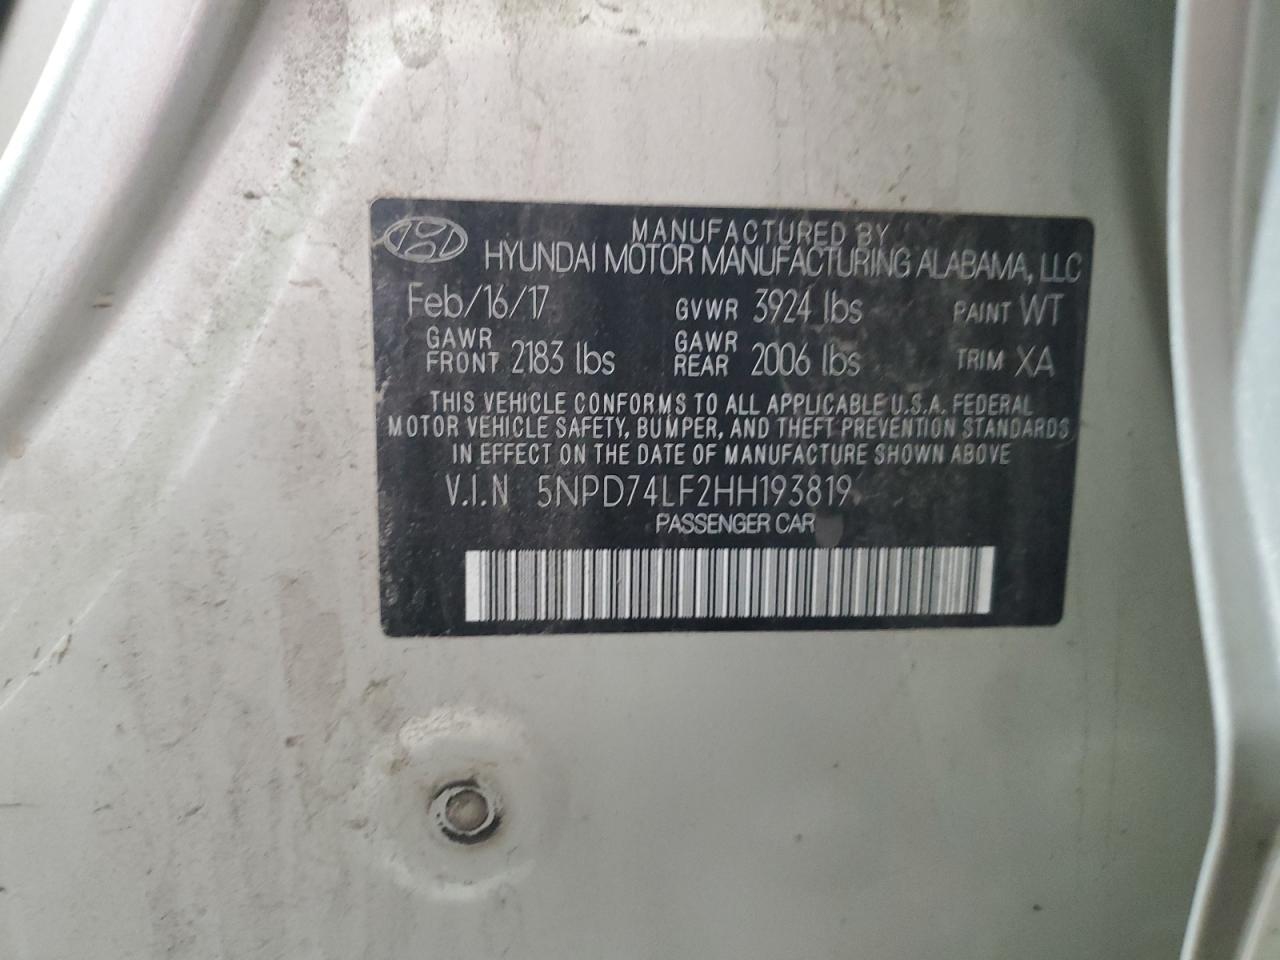 MANUFACTURED BY
HYUNDAI MOTOR MANUFACTURING ALABAMA, LLC
Feb/16/17 GVWR 3924 lbs PAINT WT
GAWR FRONT 2183 lbs GAWR REAR 2006 lbs TRIM XA
THIS VEHICLE CONFORMS TO ALL APPLICABLE U.S.A. FEDERAL
MOTOR VEHICLE SAFETY, BUMPER, AND THEFT PREVENTION STANDARDS
IN EFFECT ON THE DATE OF MANUFACTURE SHOWN ABOVE
V.I.N 5NPD74LF2HH193819
PASSENGER CAR